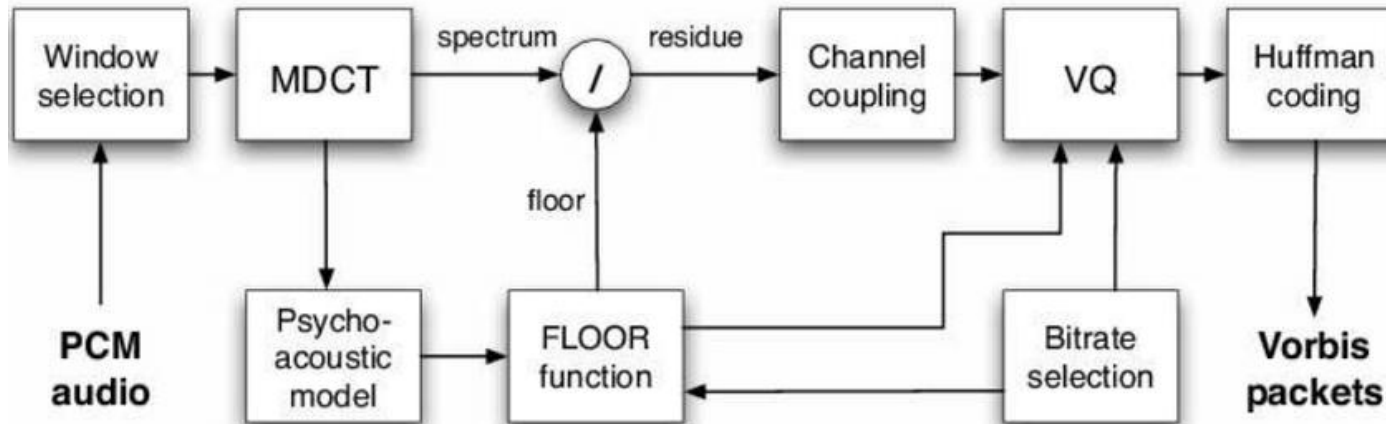 Window
selection
MDCT
spectrum
/
residue
Channel
coupling
VQ
Huffman
coding
floor
PCM
audio
Psycho-
acoustic
model
FLOOR
function
Bitrate
selection
Vorbis
packets